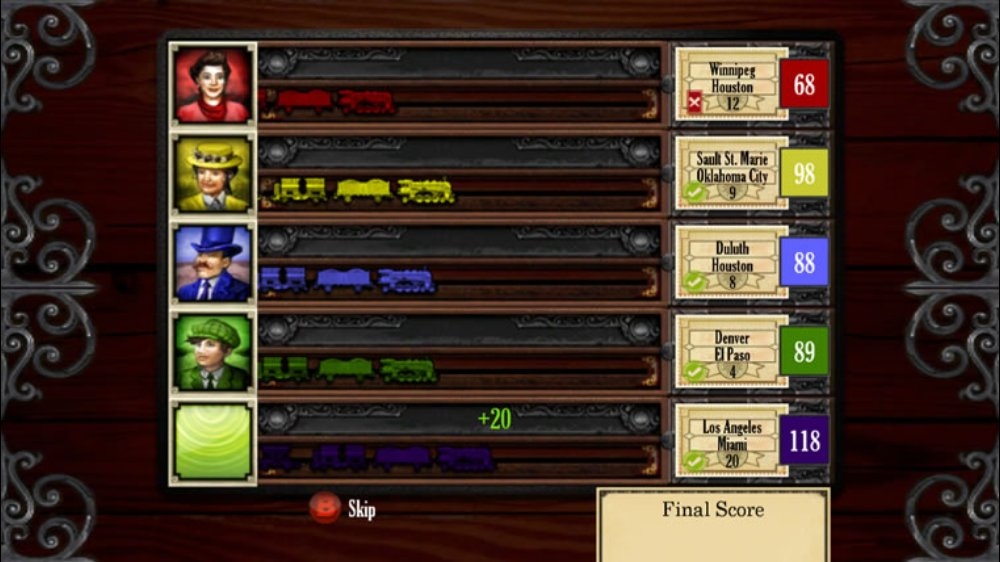 Winnipeg
Houston
12
68
Sault St. Marie
Oklahoma City
9
98
Duluth
Houston
8
88
Denver
El Paso
4
89
+20
Los Angeles
Miami
20
118
B Skip
Final Score